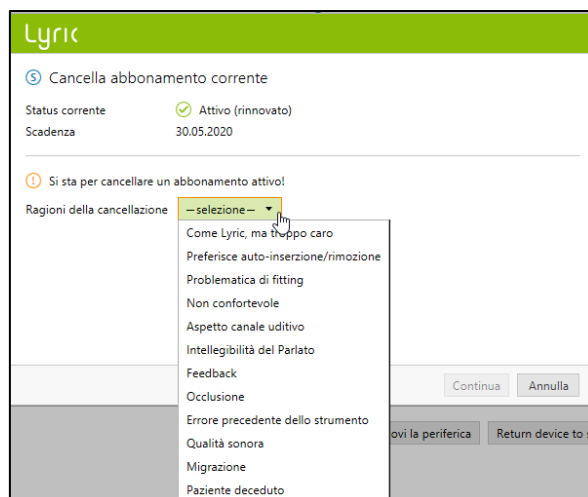 Lyric
Cancella abbonamento corrente
Status corrente Attivo (rinnovato)
Scadenza 30.05.2020
Si sta per cancellare un abbonamento attivo!
Ragioni della cancellazione --selezione--
Come Lyric, ma troppo caro
Preferisce auto-inserzione/rimozione
Problematica di fitting
Non confortevole
Aspetto canale uditivo
Intellegibilità del Parlato
Feedback
Continua Annulla
Occlusione
Errore precedente dello strumento
ovi la periferica Return device to
Qualità sonora
Migrazione
Paziente deceduto